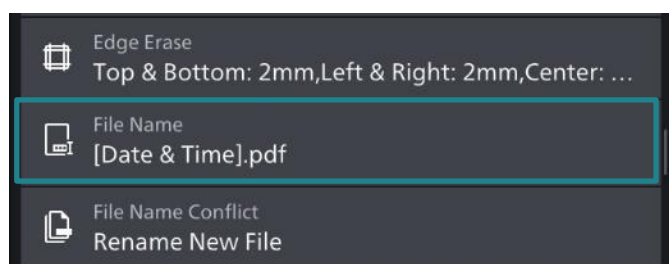 Edge Erase
Top & Bottom: 2mm,Left & Right: 2mm,Center: ...
File Name
[Date & Time].pdf
File Name Conflict
Rename New File